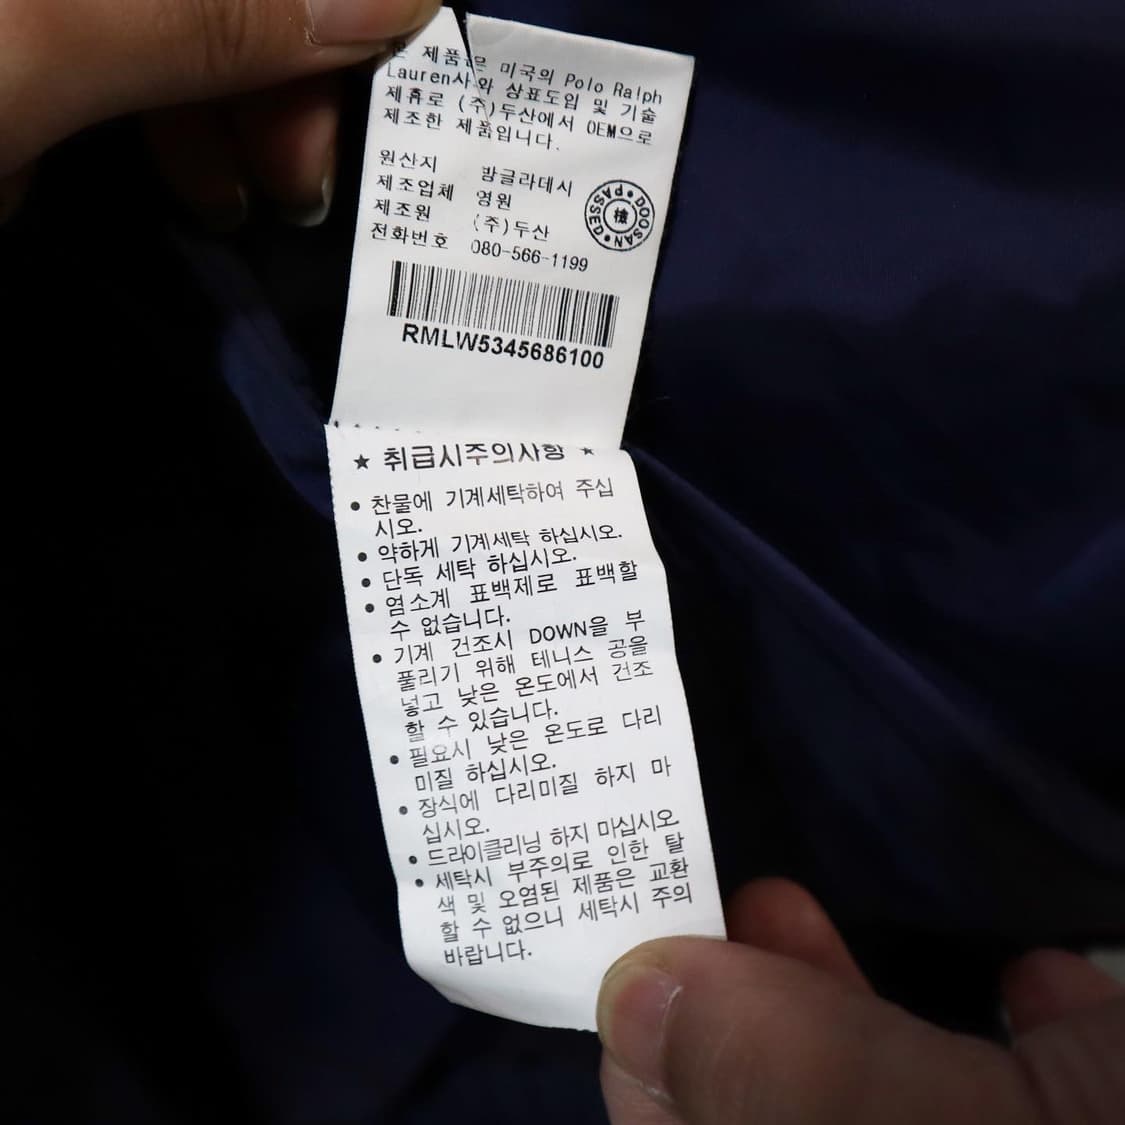 본 제품은 미국의 Polo Ralph
Lauren사와 상표도입 및 기술
제휴로 (주)두산에서 OEM으로
제조한 제품입니다.
원산지 방글라데시
제조업체 영원
제조원 (주)두산
전화번호 080-566-1199
DOOSAN • PASSED • 檢
RMLW5345686100
★ 취급시주의사항 ★
• 찬물에 기계세탁하여 주십
시오.
• 약하게 기계세탁 하십시오.
• 단독 세탁 하십시오.
• 염소계 표백제로 표백할
수 없습니다.
• 기계 건조시 DOWN을 부
풀리기 위해 테니스 공을
넣고 낮은 온도에서 건조
할 수 있습니다.
• 필요시 낮은 온도로 다리
미질 하십시오.
• 장식에 다리미질 하지 마
십시오.
• 드라이클리닝 하지 마십시오
• 세탁시 부주의로 인한 탈
색 및 오염된 제품은 교환
할 수 없으니 세탁시 주의
바랍니다.